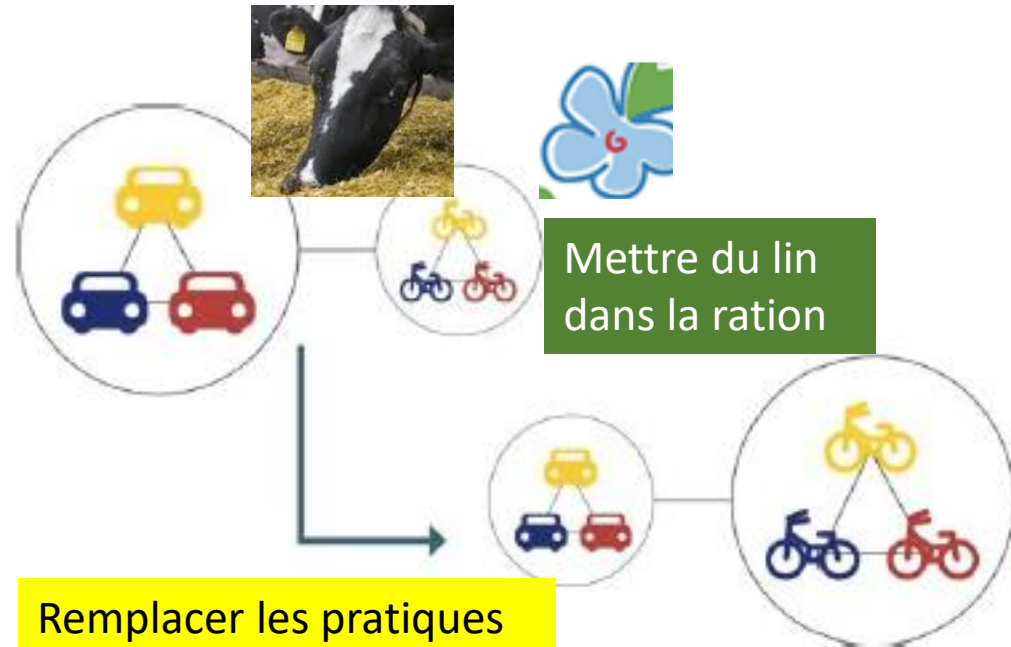 Mettre du lin
dans la ration
Remplacer les pratiques